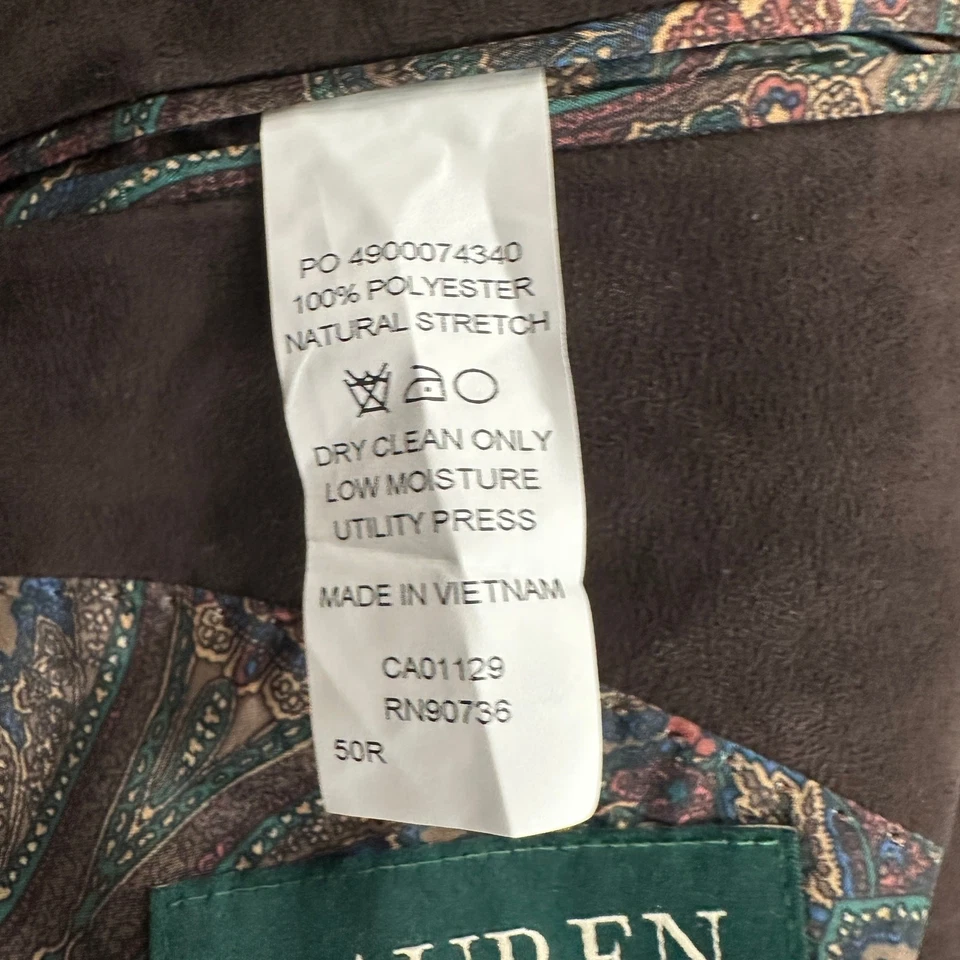 PO 4900074340
100% POLYESTER
NATURAL STRETCH
DRY CLEAN ONLY
LOW MOISTURE
UTILITY PRESS
MADE IN VIETNAM
CA01129
RN90736
50R
AUREN